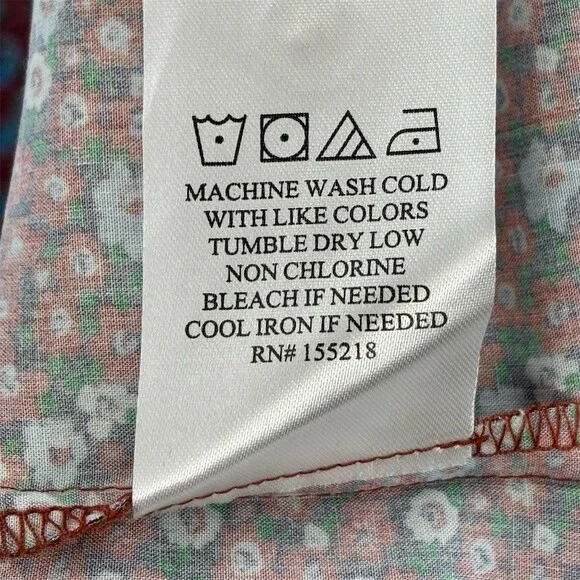 MACHINE WASH COLD
WITH LIKE COLORS
TUMBLE DRY LOW
NON CHLORINE
BLEACH IF NEEDED
COOL IRON IF NEEDED
RN# 155218